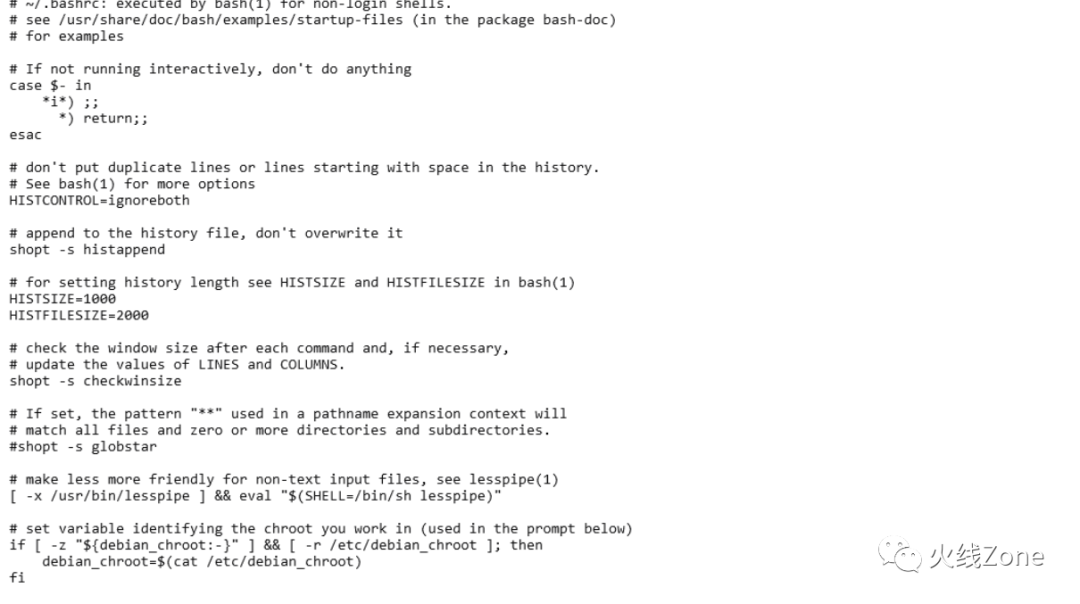 # ~/.bashrc: executed by bash(1) for non-login shells.
# see /usr/share/doc/bash/examples/startup-files (in the package bash-doc)
# for examples

# If not running interactively, don't do anything
case $- in
    *i*) ;;
      *) return;;
esac

# don't put duplicate lines or lines starting with space in the history.
# See bash(1) for more options
HISTCONTROL=ignoreboth

# append to the history file, don't overwrite it
shopt -s histappend

# for setting history length see HISTSIZE and HISTFILESIZE in bash(1)
HISTSIZE=1000
HISTFILESIZE=2000

# check the window size after each command and, if necessary,
# update the values of LINES and COLUMNS.
shopt -s checkwinsize

# If set, the pattern "**" used in a pathname expansion context will
# match all files and zero or more directories and subdirectories.
#shopt -s globstar

# make less more friendly for non-text input files, see lesspipe(1)
[ -x /usr/bin/lesspipe ] && eval "$(SHELL=/bin/sh lesspipe)"

# set variable identifying the chroot you work in (used in the prompt below)
if [ -z "${debian_chroot:-}" ] && [ -r /etc/debian_chroot ]; then
    debian_chroot=$(cat /etc/debian_chroot)
fi
火线Zone